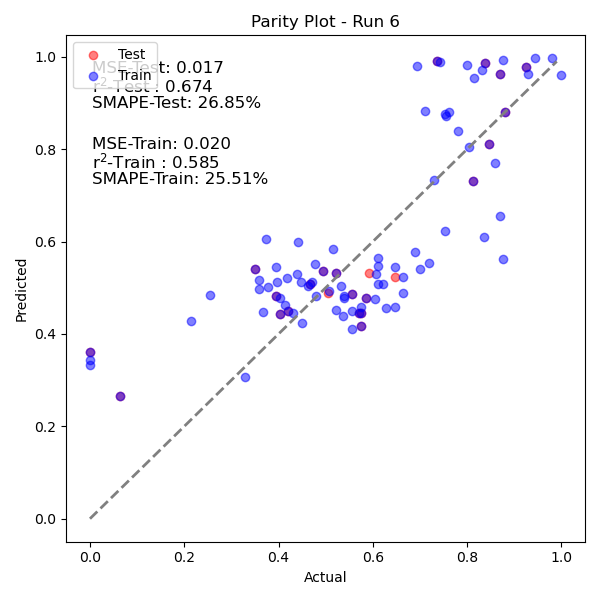 Parity Plot - Run 6
Test
Train
MSE-Test: 0.017
r²-Test : 0.674
SMAPE-Test: 26.85%
MSE-Train: 0.020
r²-Train : 0.585
SMAPE-Train: 25.51%
Predicted
1.0
0.8
0.6
0.4
0.2
0.0
0.0 0.2 0.4 0.6 0.8 1.0
Actual